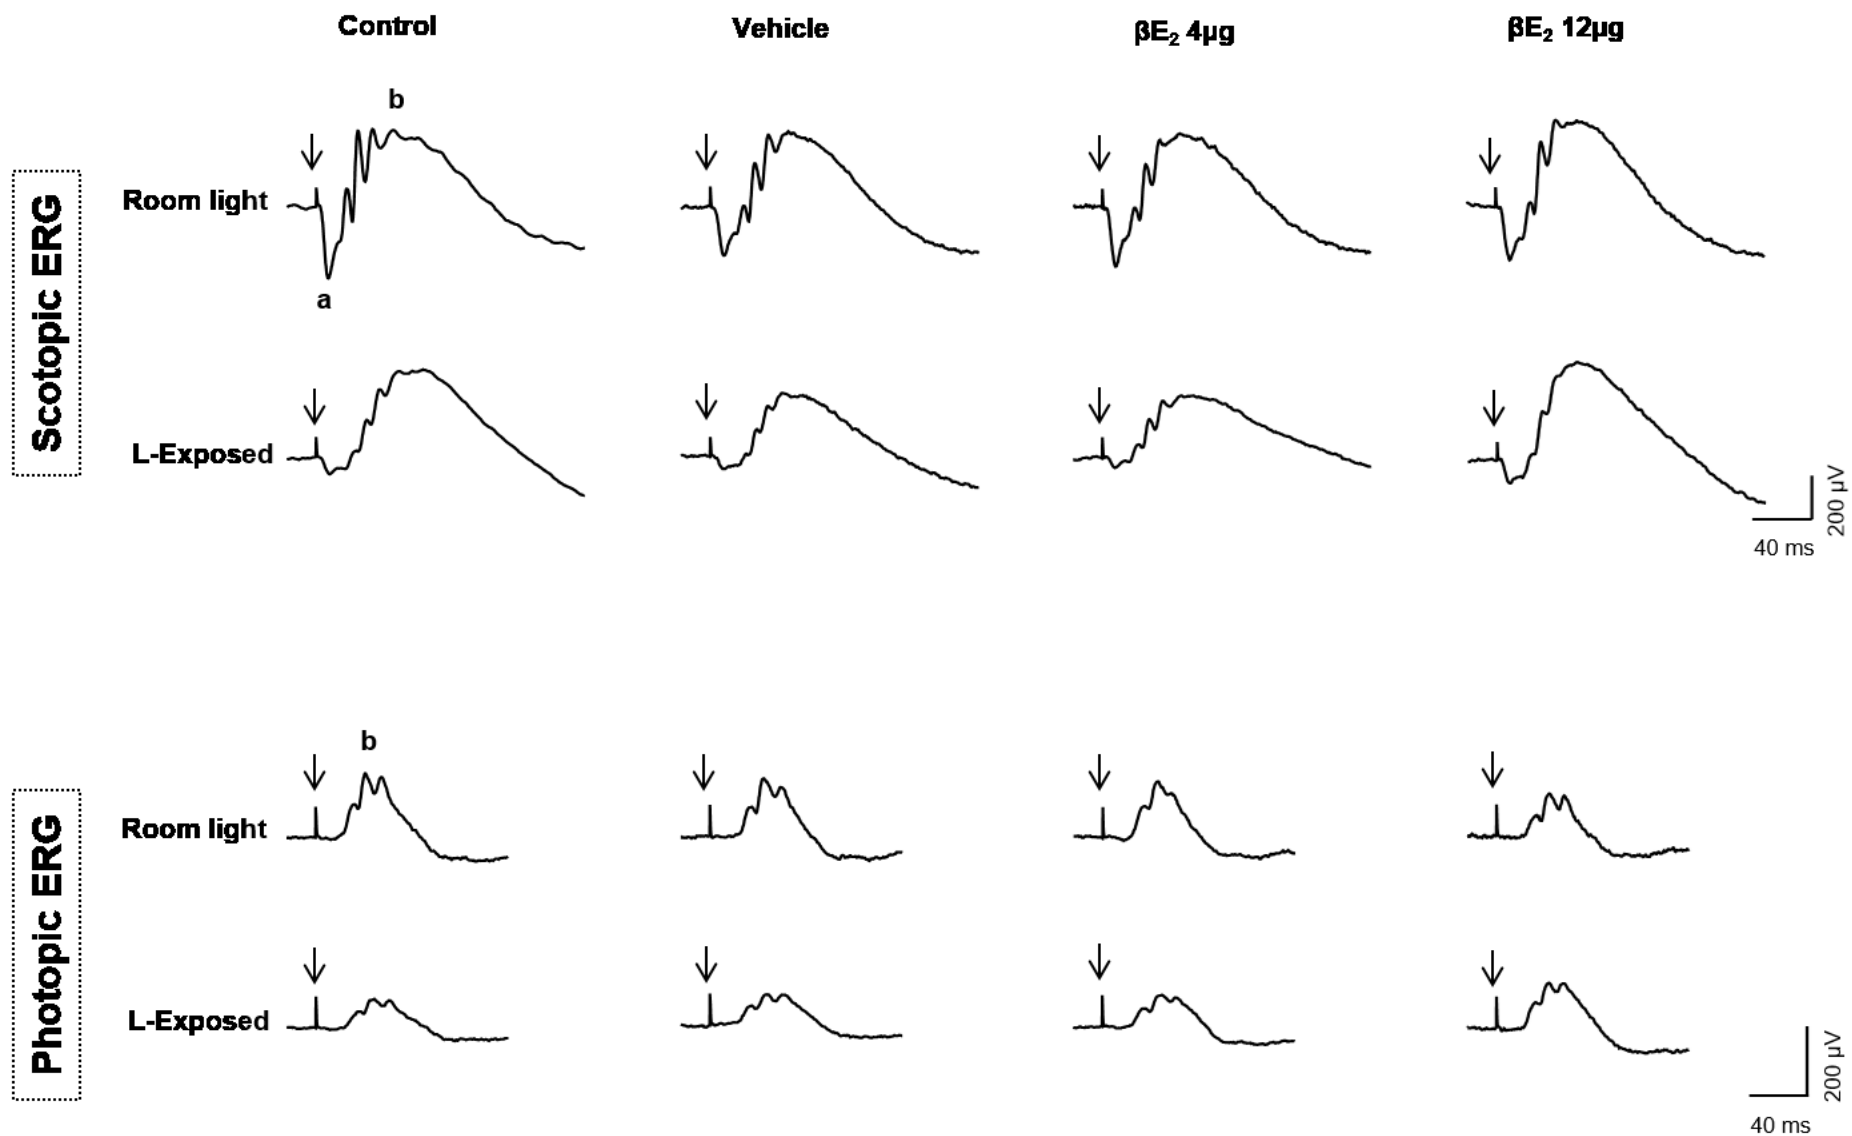 Control
Vehicle
βE₂ 4µg
βE₂ 12µg
Scotopic ERG
b
Room light
a
L-Exposed
200 µV
40 ms
Photopic ERG
b
Room light
L-Exposed
200 µV
40 ms